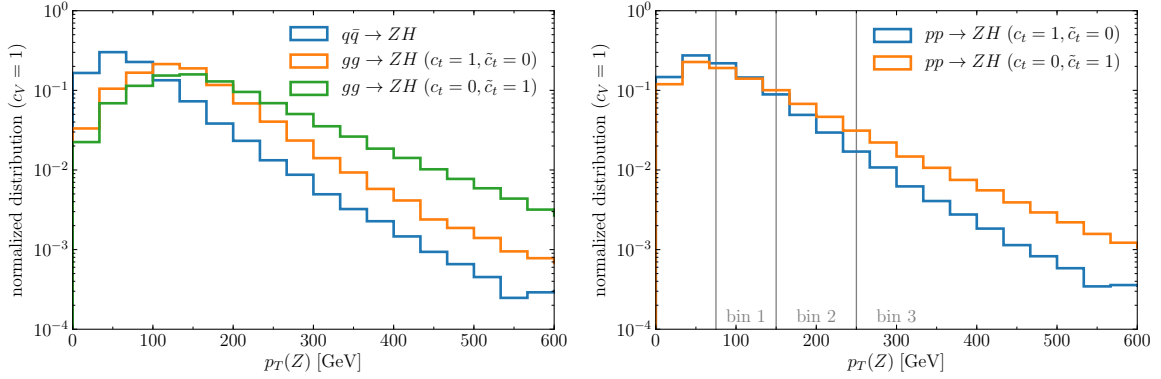 normalized distribution (c_V = 1)
10^0
10^−1
10^−2
10^−3
10^−4
qq̄ → ZH
gg → ZH (c_t = 1, c̃_t = 0)
gg → ZH (c_t = 0, c̃_t = 1)
0 100 200 300 400 500 600
p_T(Z) [GeV]
normalized distribution (c_V = 1)
10^0
10^−1
10^−2
10^−3
10^−4
pp → ZH (c_t = 1, c̃_t = 0)
pp → ZH (c_t = 0, c̃_t = 1)
bin 1 bin 2 bin 3
0 100 200 300 400 500 600
p_T(Z) [GeV]